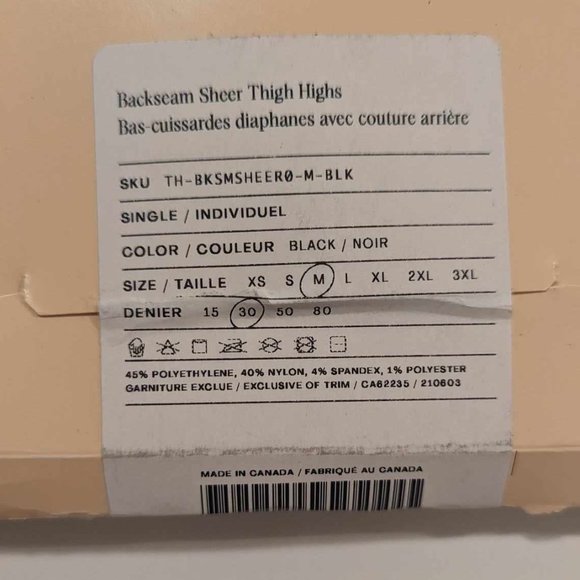 Backseam Sheer Thigh Highs
Bas-cuissardes diaphanes avec couture arrière
SKU TH-BKSMSHEER0-M-BLK
SINGLE / INDIVIDUEL
COLOR / COULEUR BLACK / NOIR
SIZE / TAILLE XS S M L XL 2XL 3XL
DENIER 15 30 50 80
45% POLYETHYLENE, 40% NYLON, 4% SPANDEX, 1% POLYESTER
GARNITURE EXCLUE / EXCLUSIVE OF TRIM / CA62235 / 210603
MADE IN CANADA / FABRIQUÉ AU CANADA